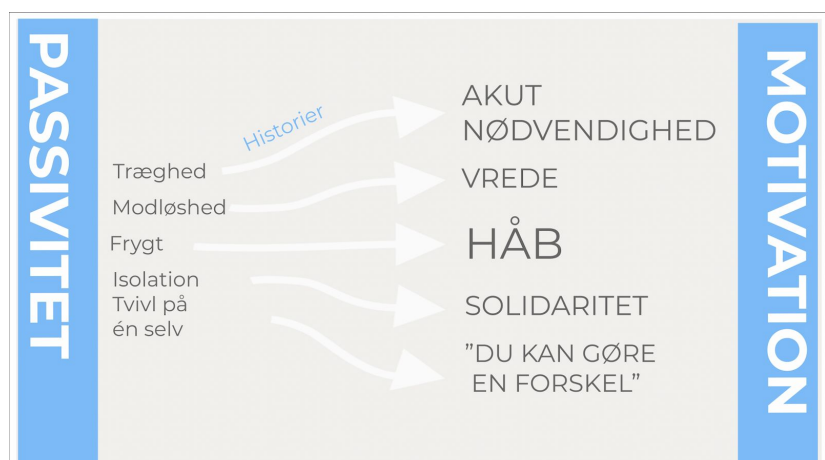 PASSIVITET
Historier
Træghed
Modløshed
Frygt
Isolation
Tvivl på
én selv
AKUT
NØDVENDIGHED
VREDE
HÅB
SOLIDARITET
”DU KAN GØRE
EN FORSKEL”
MOTIVATION